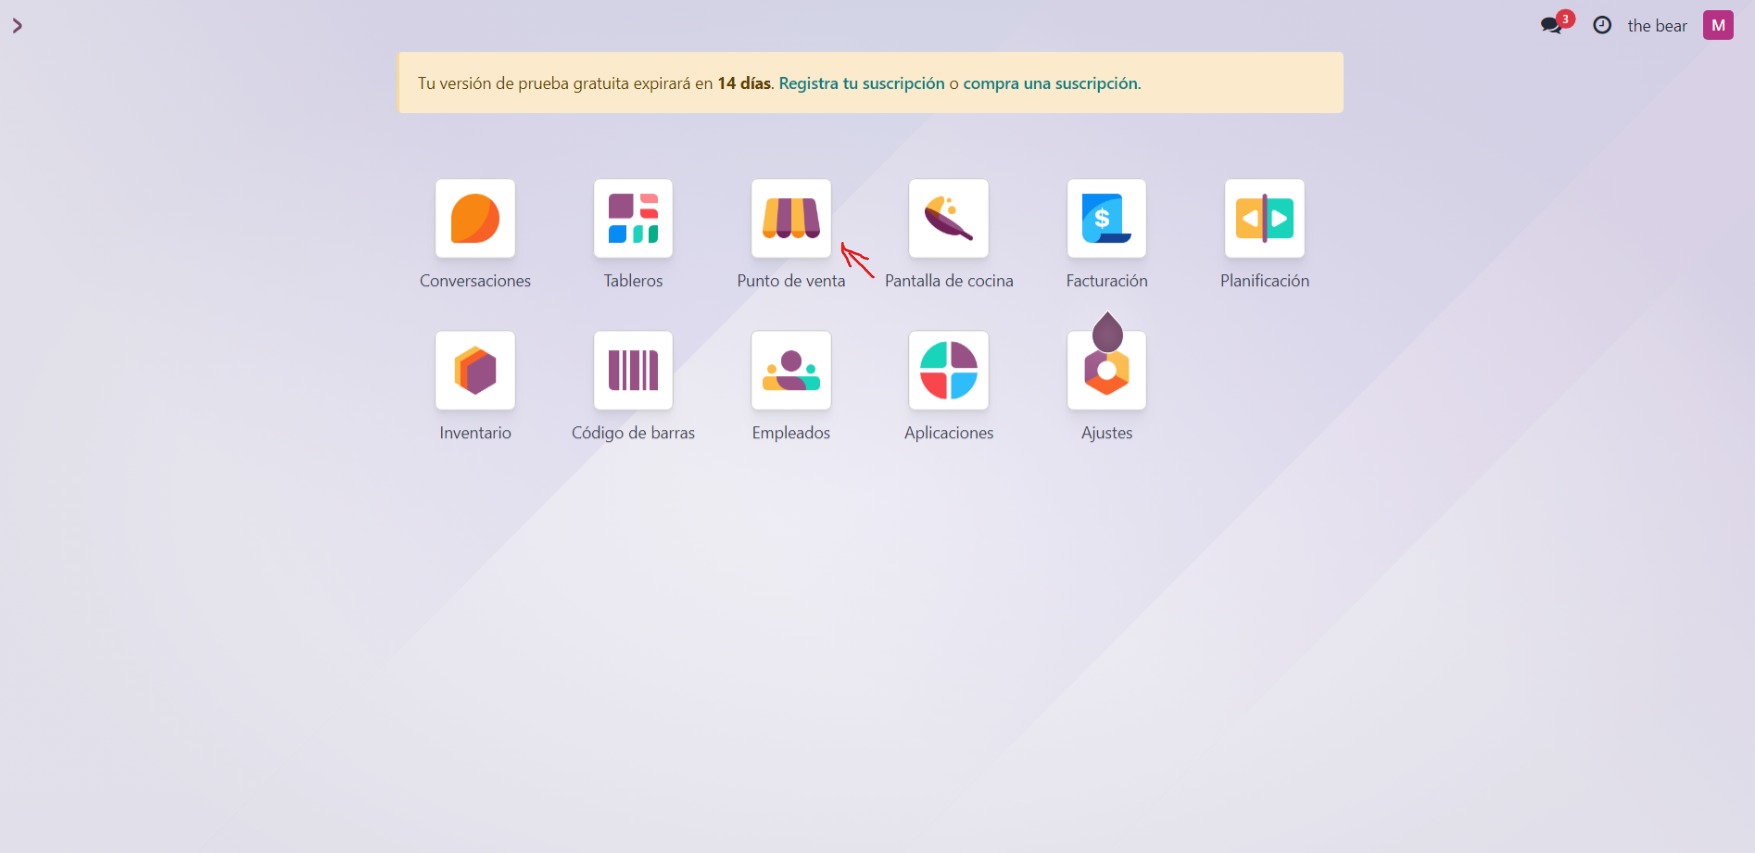 3
the bear
M
Tu versión de prueba gratuita expirará en 14 días. Registra tu suscripción o compra una suscripción.
Conversaciones
Tableros
Punto de venta
Pantalla de cocina
$
Facturación
Planificación
Inventario
Código de barras
Empleados
Aplicaciones
Ajustes